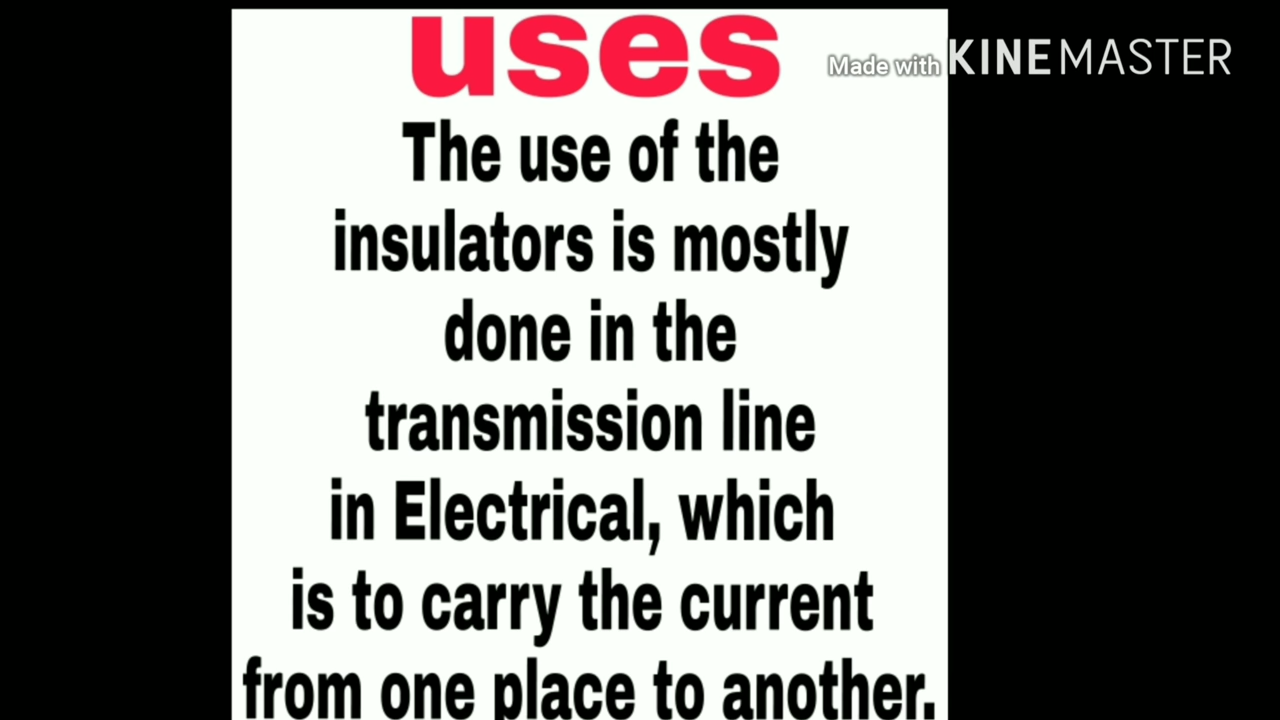 uses
Made with KINEMASTER
The use of the
insulators is mostly
done in the
transmission line
in Electrical, which
is to carry the current
from one place to another.